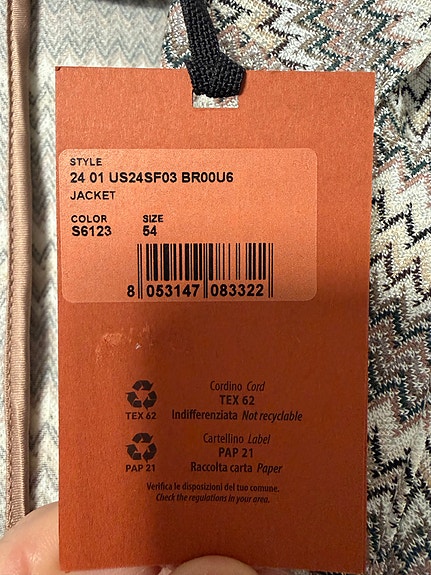 STYLE
24 01 US24SF03 BR00U6
JACKET
COLOR SIZE
S6123 54
8 053147 083322
Cordino Cord
TEX 62
TEX 62
Indifferenziata Not recyclable
Cartellino Label
PAP 21
PAP 21
Raccolta carta Paper
Verifica le disposizioni del tuo comune.
Check the regulations in your area.